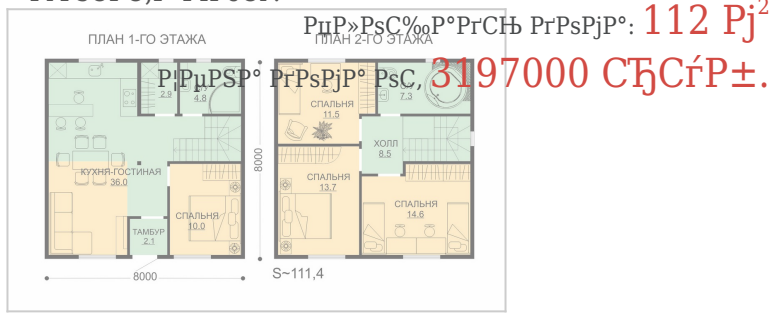 РџР»РѕС‰Р°РґСЊ РґРѕРјР°: 112 Рј²
ПЛАН 1-ГО ЭТАЖА
ПЛАН 2-ГО ЭТАЖА
Р¦РµРЅР° РґРѕРјР° РѕС‚ 3197000 СЂСѓР±.
2.9
4.8
СПАЛЬНЯ
11.5
7.3
ХОЛЛ
8.5
КУХНЯ-ГОСТИНАЯ
36.0
СПАЛЬНЯ
10.0
ТАМБУР
2.1
8000
СПАЛЬНЯ
13.7
СПАЛЬНЯ
14.6
8000
S~111,4